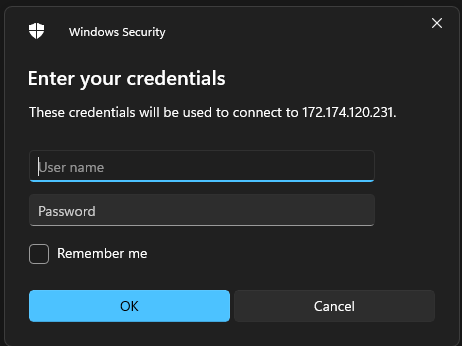 Windows Security
Enter your credentials
These credentials will be used to connect to 172.174.120.231.
User name
Password
Remember me
OK
Cancel